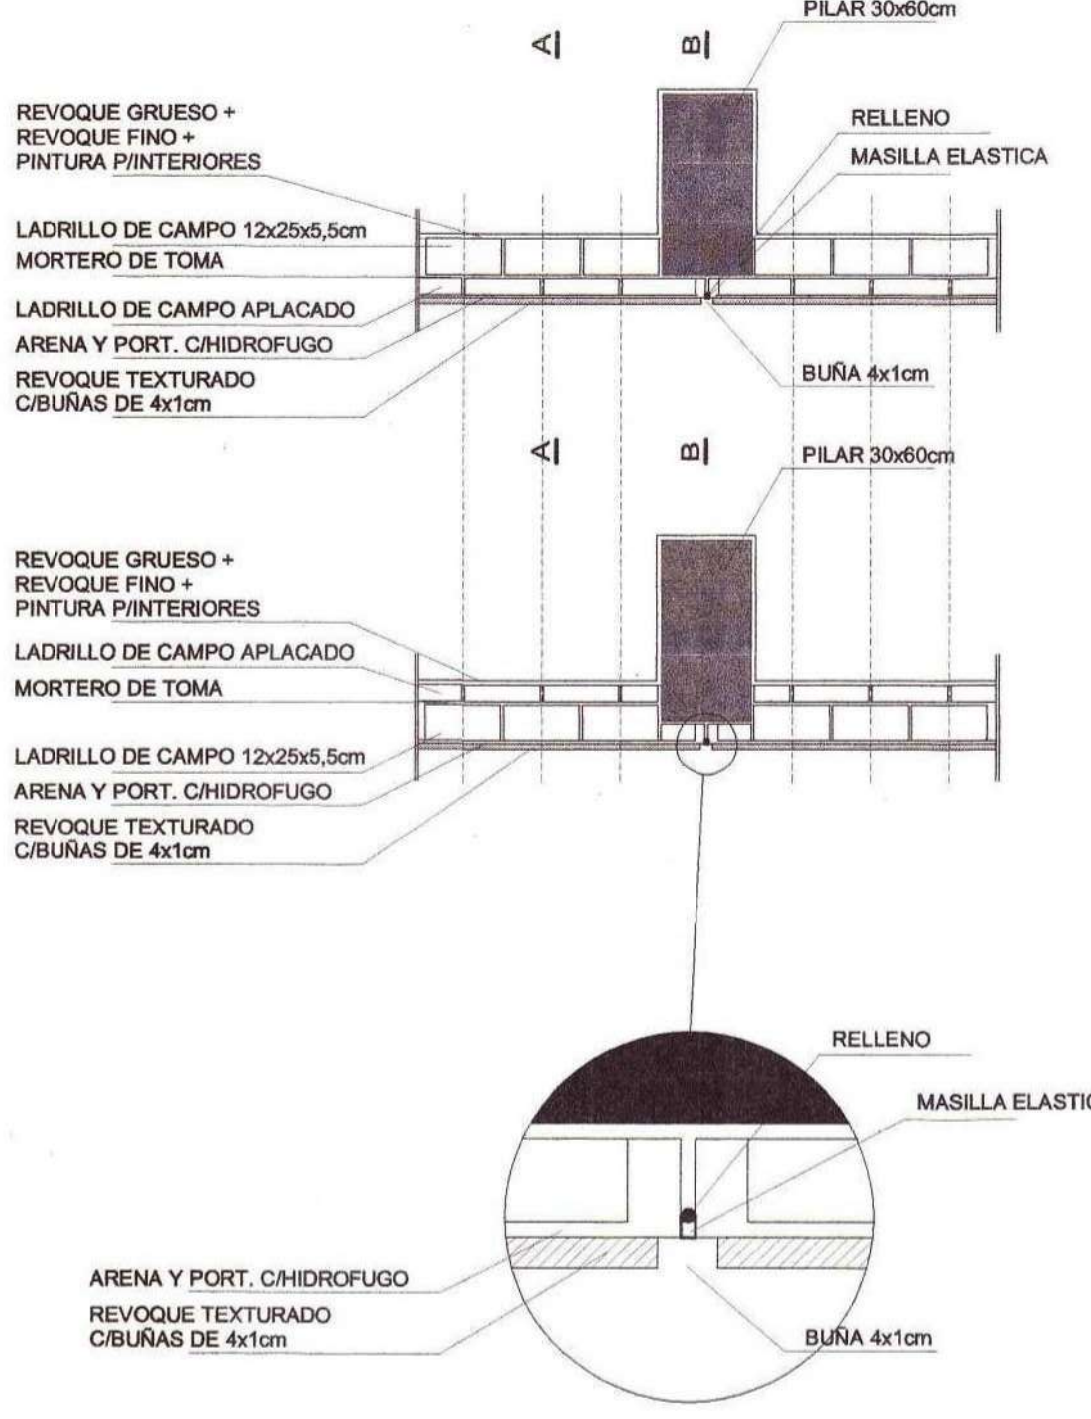 PILAR 30x60cm
A
B
REVOQUE GRUESO +
REVOQUE FINO +
PINTURA P/INTERIORES
RELLENO
MASILLA ELASTICA
LADRILLO DE CAMPO 12x25x5,5cm
MORTERO DE TOMA
LADRILLO DE CAMPO APLACADO
ARENA Y PORT. C/HIDROFUGO
REVOQUE TEXTURADO
C/BUÑAS DE 4x1cm
BUÑA 4x1cm
A
B
PILAR 30x60cm
REVOQUE GRUESO +
REVOQUE FINO +
PINTURA P/INTERIORES
LADRILLO DE CAMPO APLACADO
MORTERO DE TOMA
LADRILLO DE CAMPO 12x25x5,5cm
ARENA Y PORT. C/HIDROFUGO
REVOQUE TEXTURADO
C/BUÑAS DE 4x1cm
RELLENO
MASILLA ELASTIC
ARENA Y PORT. C/HIDROFUGO
REVOQUE TEXTURADO
C/BUÑAS DE 4x1cm
BUÑA 4x1cm